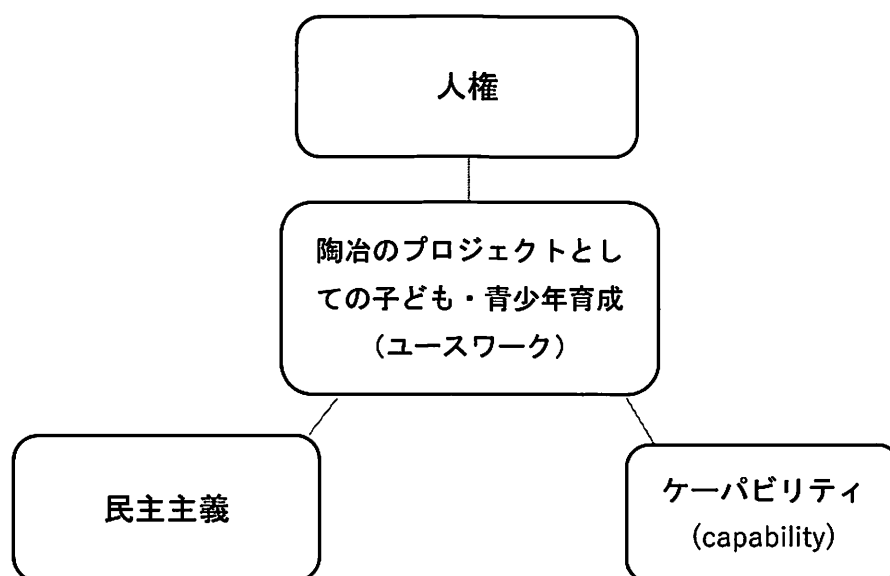 人権
陶冶のプロジェクトとし
ての子ども・青少年育成
(ユースワーク)
民主主義
ケーパビリティ
(capability)